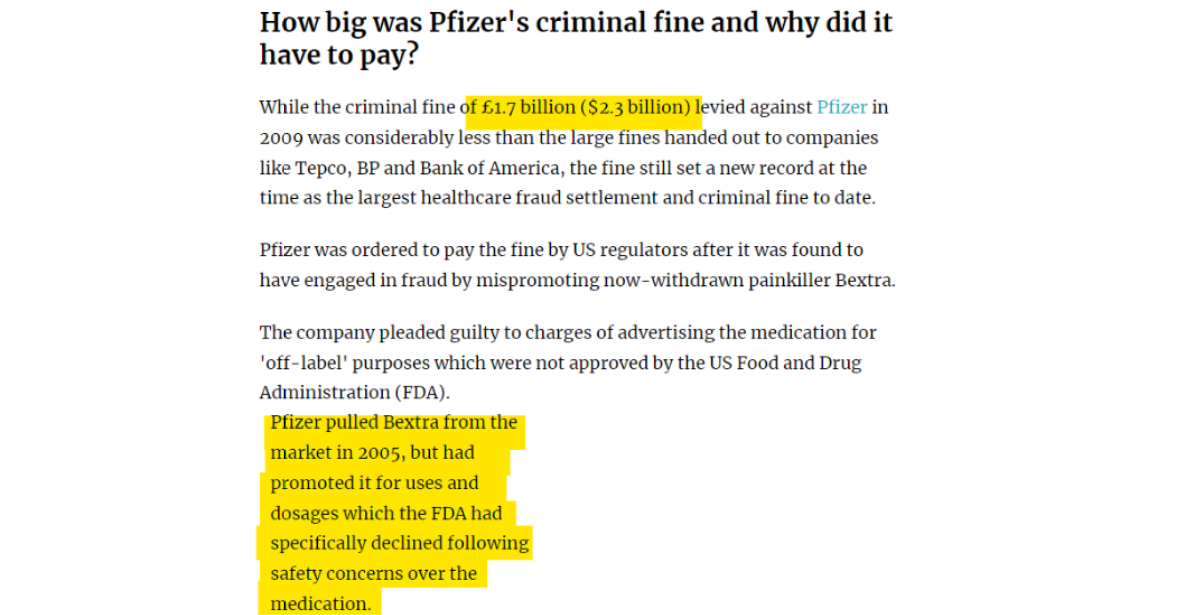 How big was Pfizer's criminal fine and why did it
have to pay?
While the criminal fine of £1.7 billion ($2.3 billion) levied against Pfizer in
2009 was considerably less than the large fines handed out to companies
like Tepco, BP and Bank of America, the fine still set a new record at the
time as the largest healthcare fraud settlement and criminal fine to date.
Pfizer was ordered to pay the fine by US regulators after it was found to
have engaged in fraud by mispromoting now-withdrawn painkiller Bextra.
The company pleaded guilty to charges of advertising the medication for
'off-label' purposes which were not approved by the US Food and Drug
Administration (FDA).
Pfizer pulled Bextra from the
market in 2005, but had
promoted it for uses and
dosages which the FDA had
specifically declined following
safety concerns over the
medication.